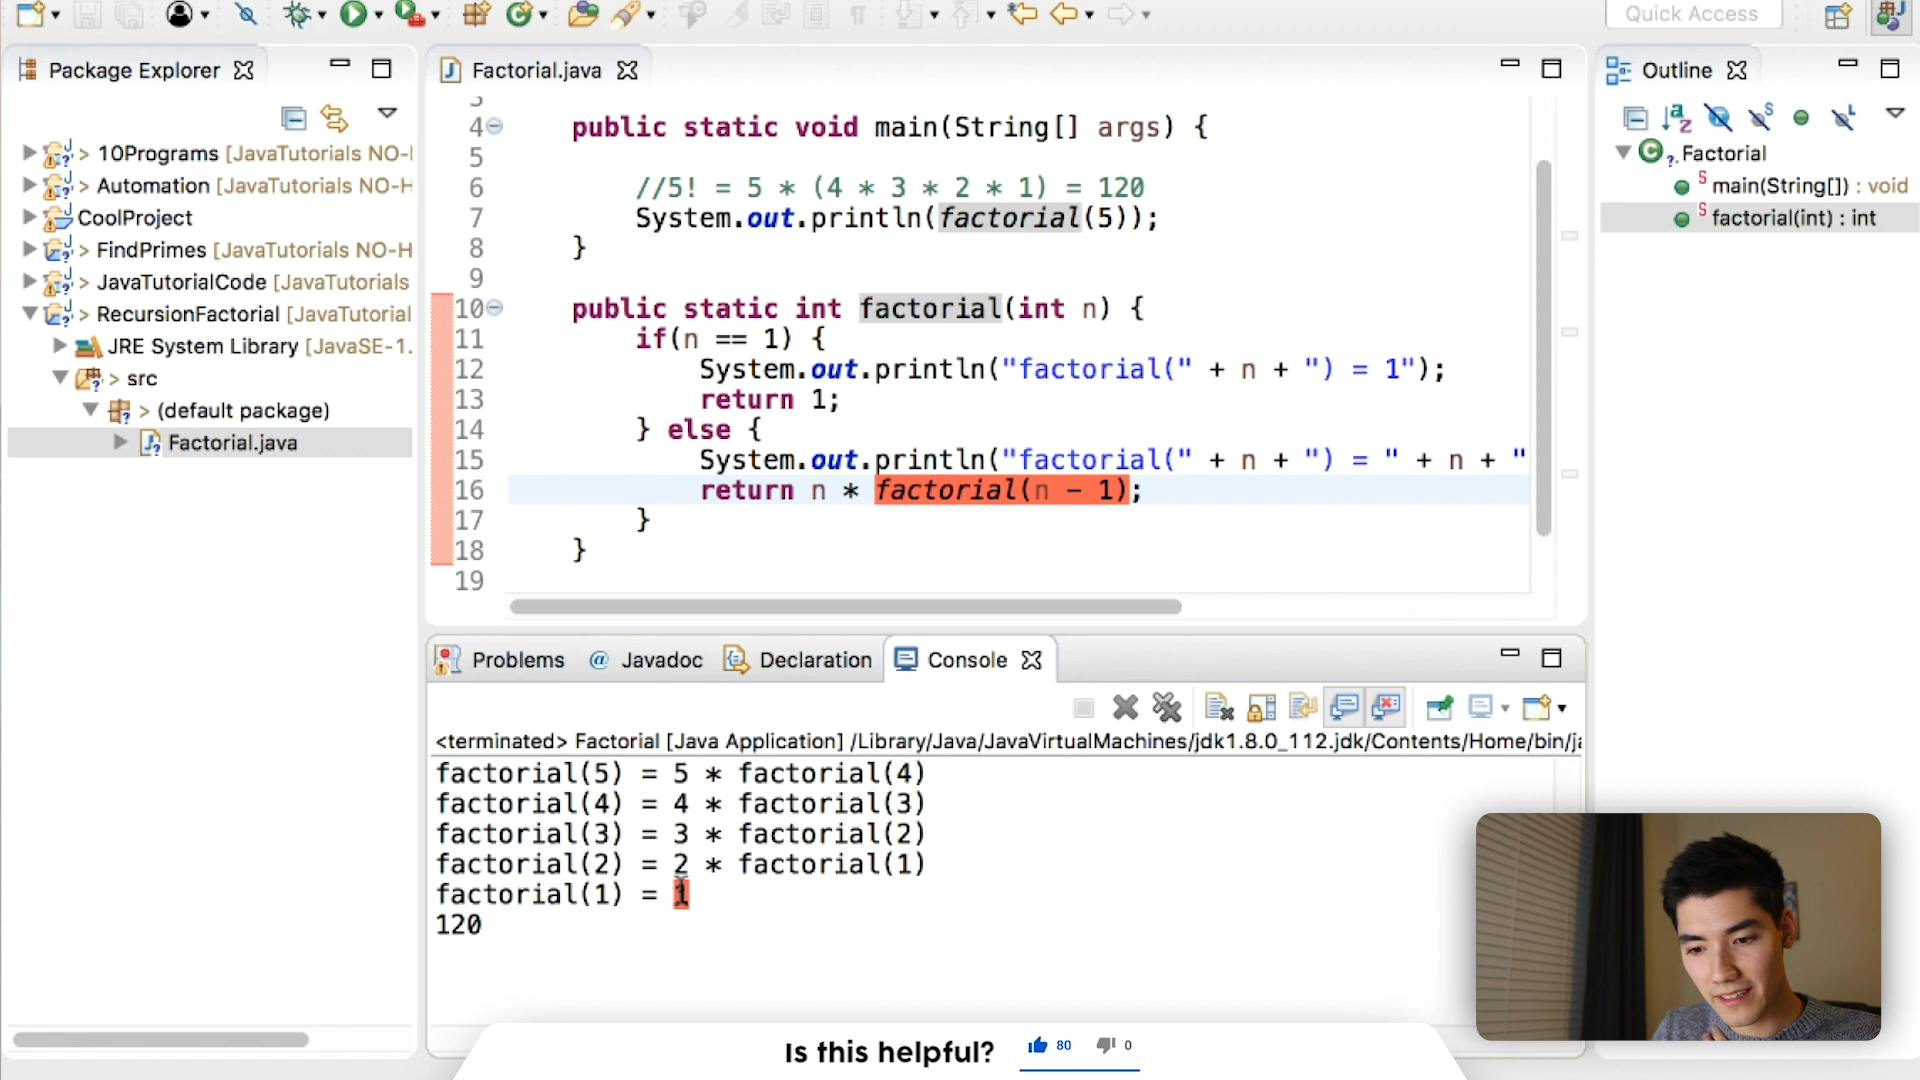 Quick Access
Package Explorer
> 10Programs [JavaTutorials NO-
> Automation [JavaTutorials NO-H
CoolProject
> FindPrimes [JavaTutorials NO-H
> JavaTutorialCode [JavaTutorials
> RecursionFactorial [JavaTutorial
JRE System Library [JavaSE-1.
> src
> (default package)
Factorial.java
Factorial.java
4 public static void main(String[] args) {
5
6 //5! = 5 * (4 * 3 * 2 * 1) = 120
7 System.out.println(factorial(5));
8 }
9
10 public static int factorial(int n) {
11 if(n == 1) {
12 System.out.println("factorial(" + n + ") = 1");
13 return 1;
14 } else {
15 System.out.println("factorial(" + n + ") = " + n + "
16 return n * factorial(n - 1);
17 }
18 }
19
Outline
Factorial
main(String[]) : void
factorial(int) : int
Problems @ Javadoc Declaration Console
<terminated> Factorial [Java Application] /Library/Java/JavaVirtualMachines/jdk1.8.0_112.jdk/Contents/Home/bin/ja
factorial(5) = 5 * factorial(4)
factorial(4) = 4 * factorial(3)
factorial(3) = 3 * factorial(2)
factorial(2) = 2 * factorial(1)
factorial(1) = 1
120
Is this helpful? 80 0